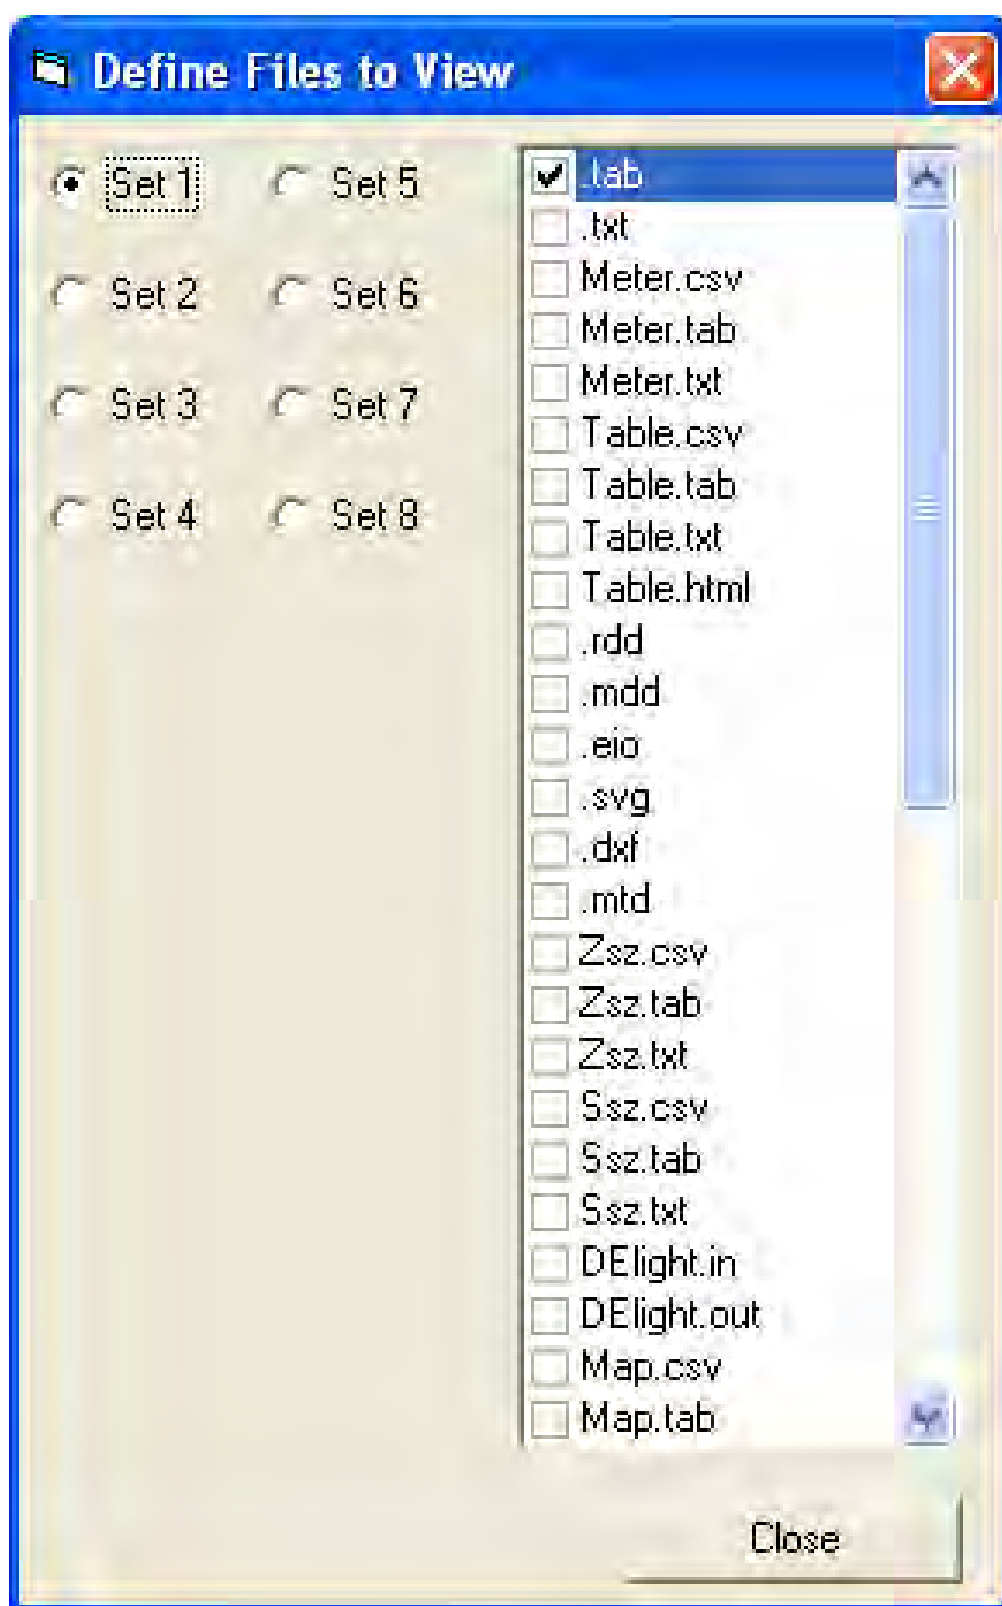 Define Files to View
Set 1
Set 5
Set 2
Set 6
Set 3
Set 7
Set 4
Set 8
.tab
.txt
Meter.csv
Meter.tab
Meter.txt
Table.csv
Table.tab
Table.txt
Table.html
.rdd
.mdd
.eio
.svg
.dxf
.mtd
Zsz.csv
Zsz.tab
Zsz.txt
Ssz.csv
Ssz.tab
Ssz.txt
DElight.in
DElight.out
Map.csv
Map.tab
Close